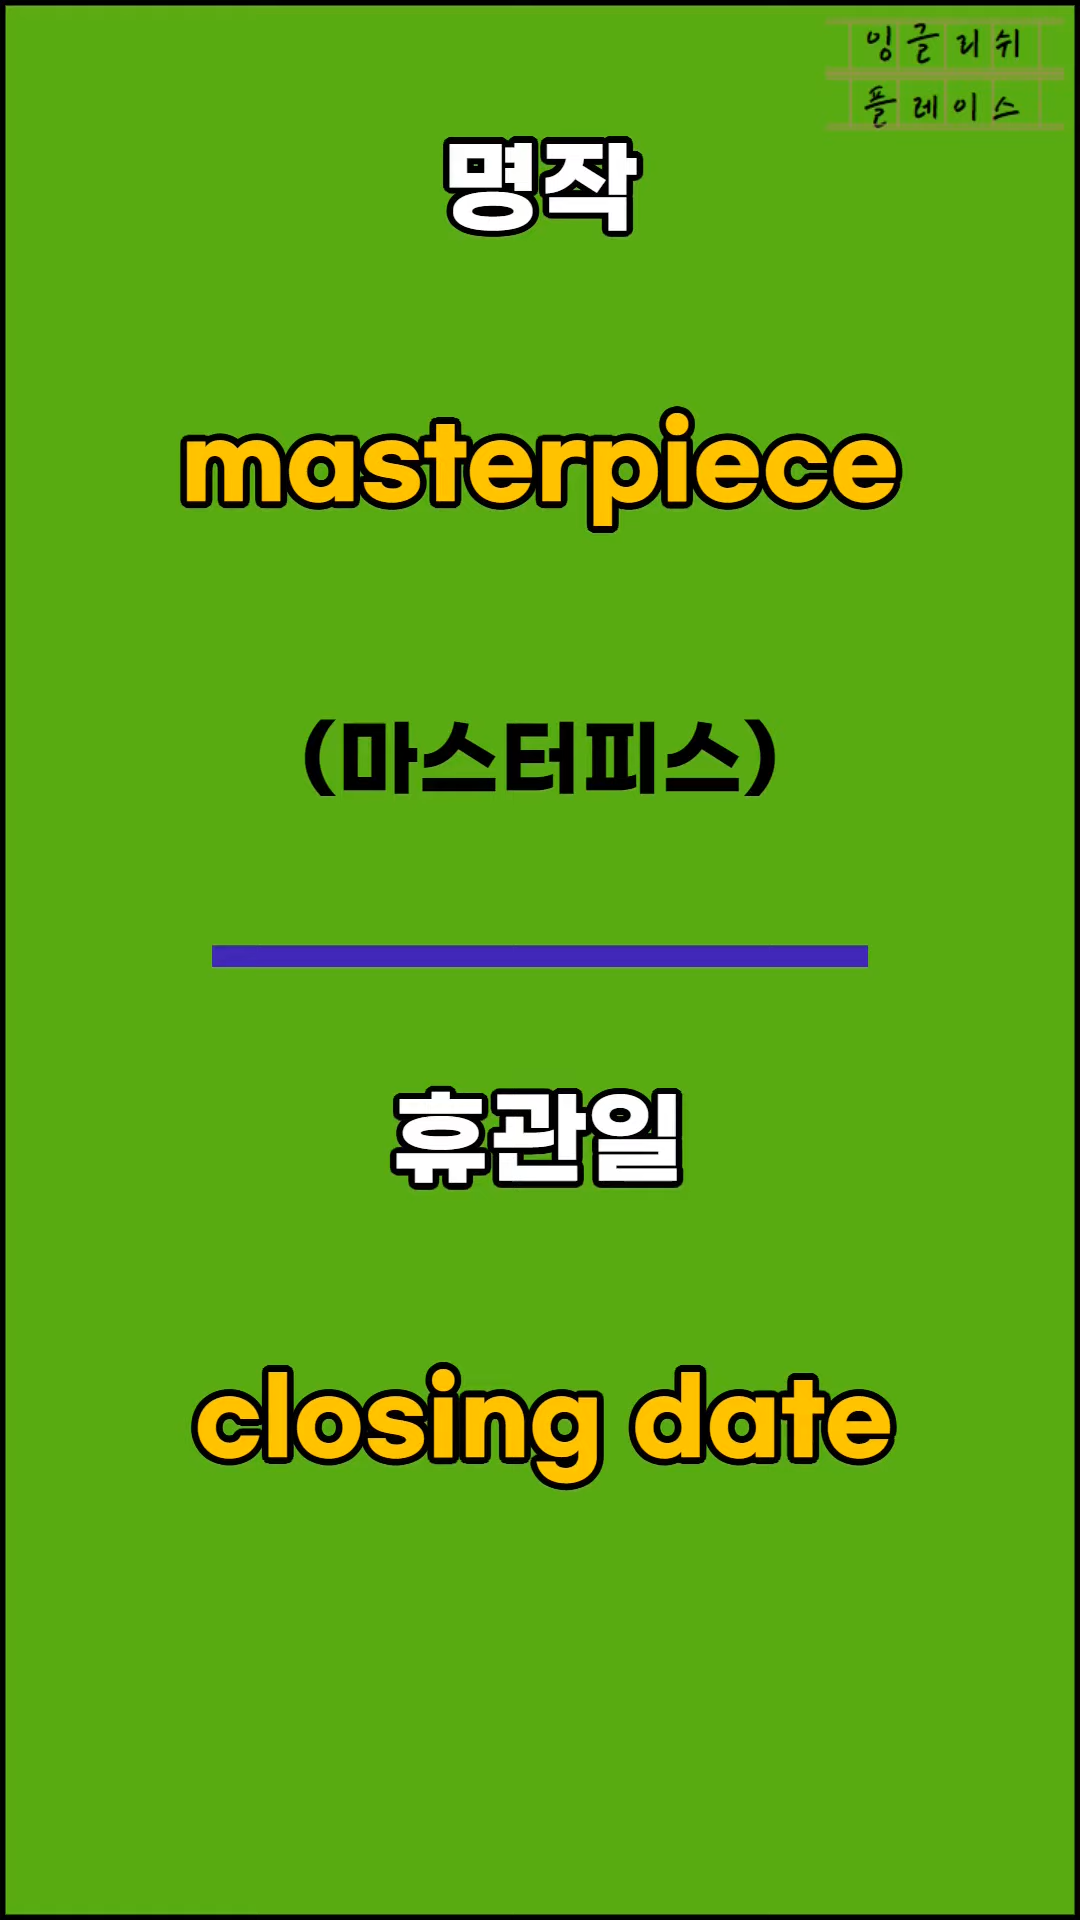 잉글리쉬
플레이스
명작
masterpiece
(마스터피스)
휴관일
closing date